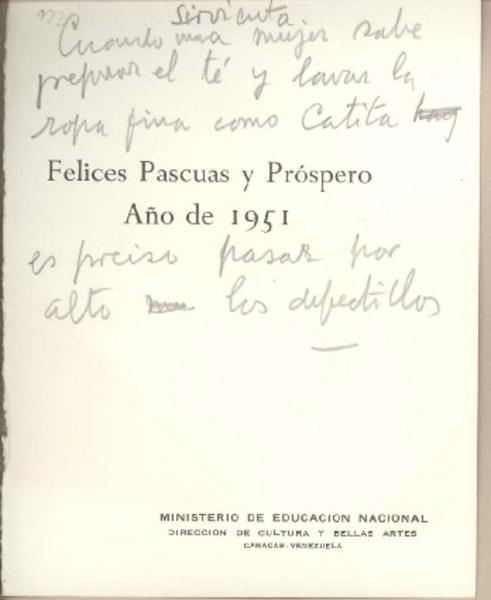 Sirvienta
Cuando una mujer sabe
preparar el té y lavar la
ropa fina como Catita hay
Felices Pascuas y Próspero
Año de 1951
es preciso pasar por
alto los defectillos
MINISTERIO DE EDUCACION NACIONAL
DIRECCION DE CULTURA Y BELLAS ARTES
CARACAS-VENEZUELA